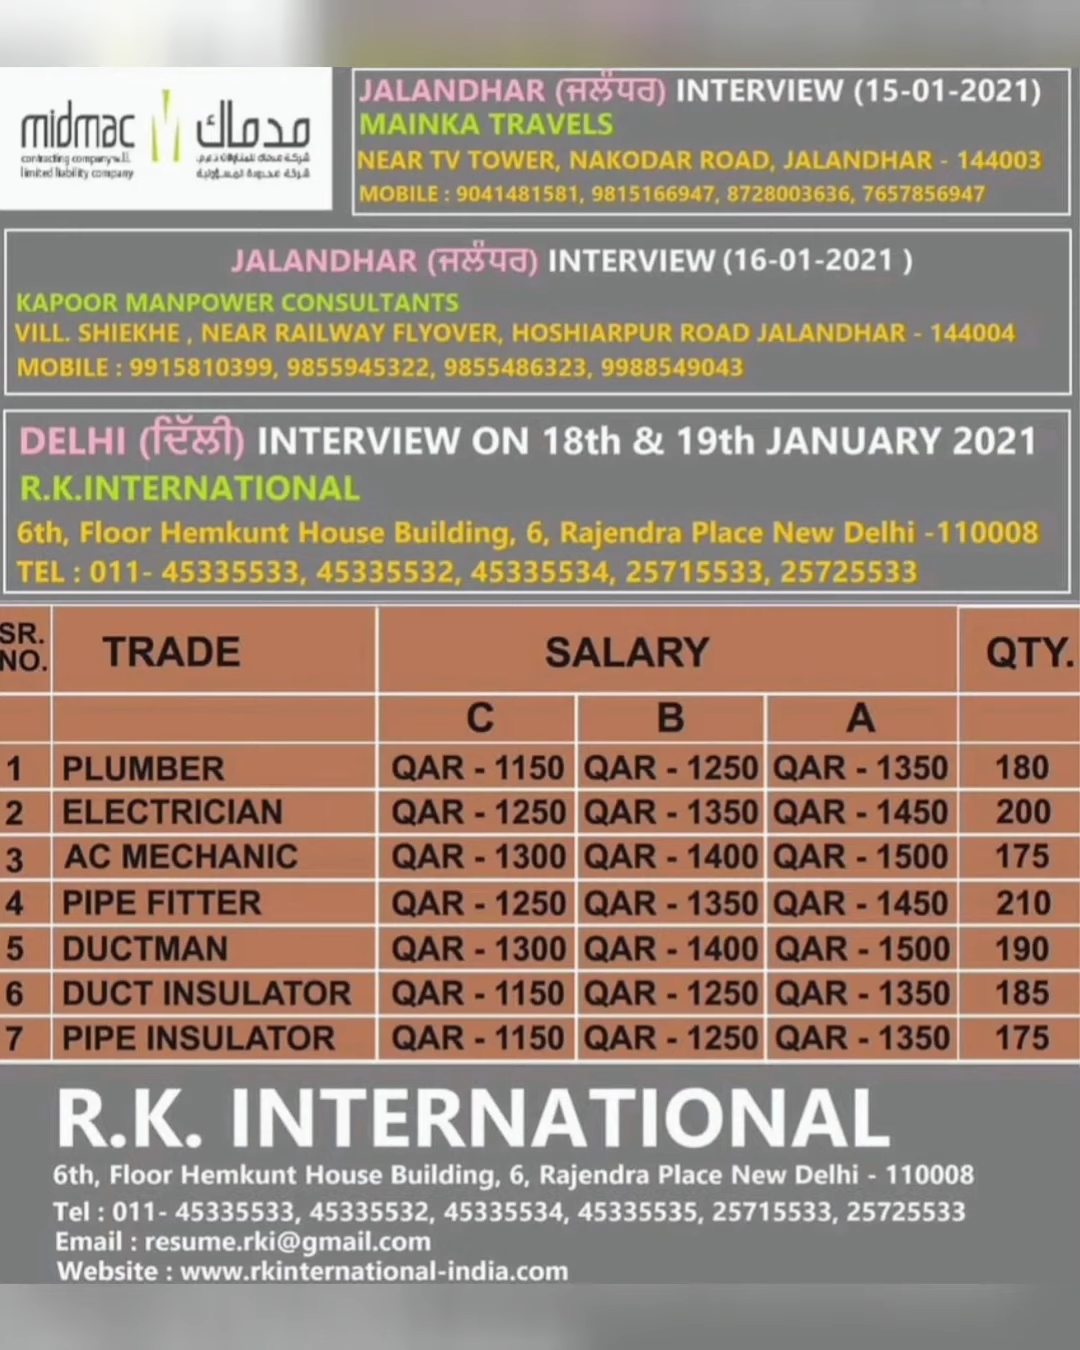 midmac
contracting company w.l.l.
limited liability company
مدماك
شركة مدماك للمقاولات ذ.م.م
شركة محدودة المسؤولية
JALANDHAR (ਜਲੰਧਰ) INTERVIEW (15-01-2021)
MAINKA TRAVELS
NEAR TV TOWER, NAKODAR ROAD, JALANDHAR - 144003
MOBILE : 9041481581, 9815166947, 8728003636, 7657856947
JALANDHAR (ਜਲੰਧਰ) INTERVIEW (16-01-2021 )
KAPOOR MANPOWER CONSULTANTS
VILL. SHIEKHE , NEAR RAILWAY FLYOVER, HOSHIARPUR ROAD JALANDHAR - 144004
MOBILE : 9915810399, 9855945322, 9855486323, 9988549043
DELHI (ਦਿੱਲੀ) INTERVIEW ON 18th & 19th JANUARY 2021
R.K.INTERNATIONAL
6th, Floor Hemkunt House Building, 6, Rajendra Place New Delhi -110008
TEL : 011- 45335533, 45335532, 45335534, 25715533, 25725533
SR. NO. TRADE SALARY QTY.
C B A
1 PLUMBER QAR - 1150 QAR - 1250 QAR - 1350 180
2 ELECTRICIAN QAR - 1250 QAR - 1350 QAR - 1450 200
3 AC MECHANIC QAR - 1300 QAR - 1400 QAR - 1500 175
4 PIPE FITTER QAR - 1250 QAR - 1350 QAR - 1450 210
5 DUCTMAN QAR - 1300 QAR - 1400 QAR - 1500 190
6 DUCT INSULATOR QAR - 1150 QAR - 1250 QAR - 1350 185
7 PIPE INSULATOR QAR - 1150 QAR - 1250 QAR - 1350 175
R.K. INTERNATIONAL
6th, Floor Hemkunt House Building, 6, Rajendra Place New Delhi - 110008
Tel : 011- 45335533, 45335532, 45335534, 45335535, 25715533, 25725533
Email : resume.rki@gmail.com
Website : www.rkinternational-india.com